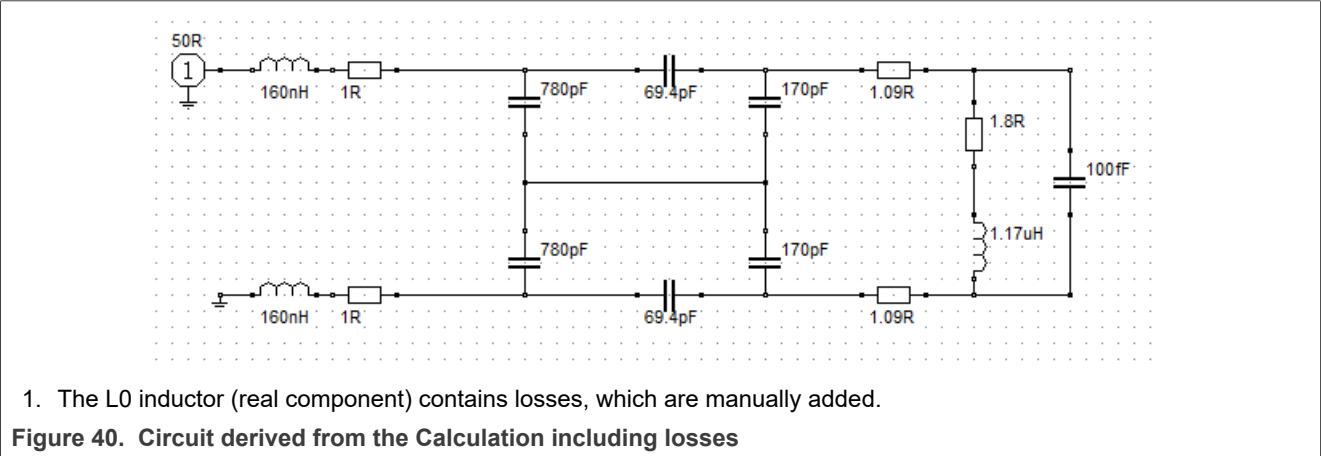 50R
1
160nH 1R 780pF 69.4pF 170pF 1.09R
1.8R
100fF
1.17uH
780pF 170pF
160nH 1R 69.4pF 1.09R
1. The L0 inductor (real component) contains losses, which are manually added.
Figure 40. Circuit derived from the Calculation including losses